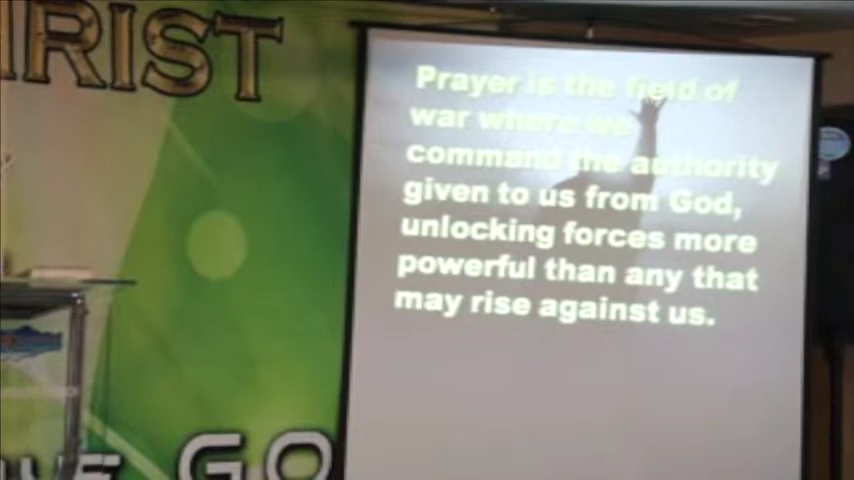 HRIST
Prayer is the field of
war where we
command the authority
given to us from God,
unlocking forces more
powerful than any that
may rise against us.
GO